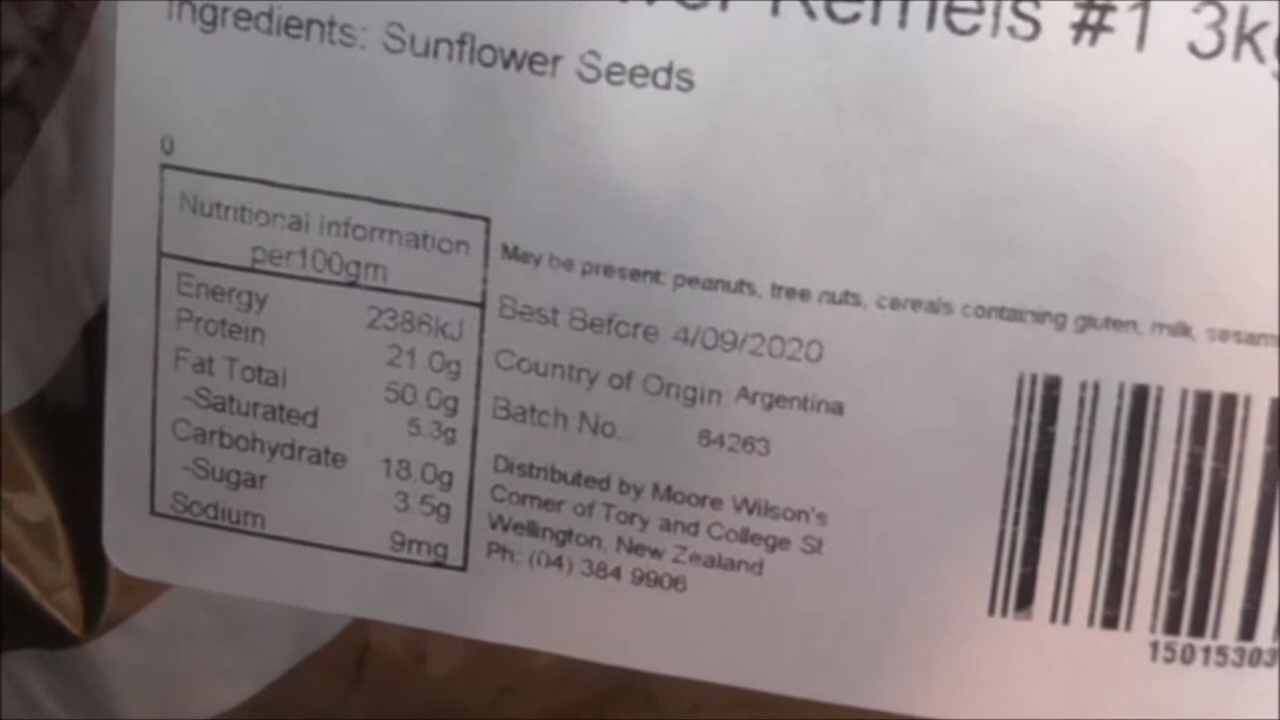 Kernels #1 3kg
Ingredients: Sunflower Seeds
0
Nutritional information
per100gm
Energy 2386kJ
Protein 21.0g
Fat Total 50.0g
-Saturated 5.3g
Carbohydrate 18.0g
-Sugar 3.5g
Sodium 9mg
May be present: peanuts, tree nuts, cereals containing gluten, milk, sesam
Best Before 4/09/2020
Country of Origin: Argentina
Batch No. 64263
Distributed by Moore Wilson's
Corner of Tory and College St
Wellington, New Zealand
Ph: (04) 384 9906
15015303